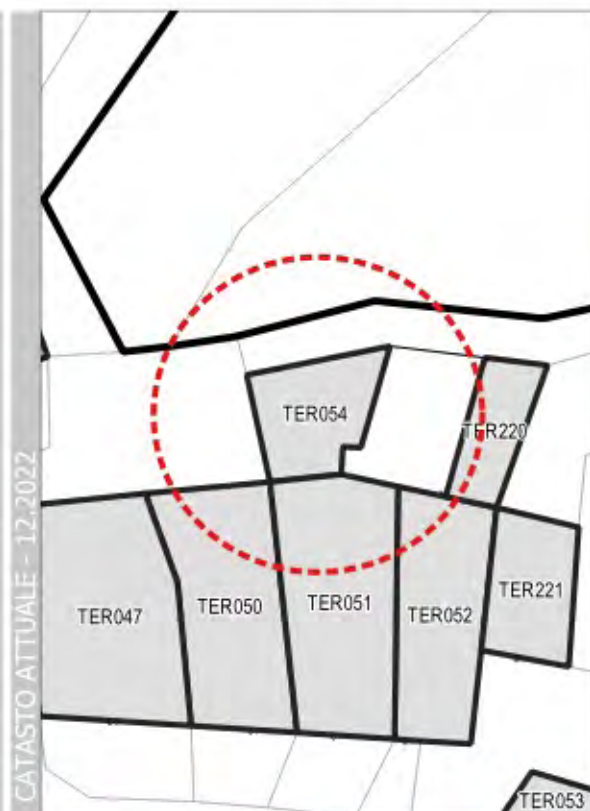 CATASTO ATTUALE - 12.2022
TER054
TER220
TER221
TER050
TER051
TER052
TER047
TER053